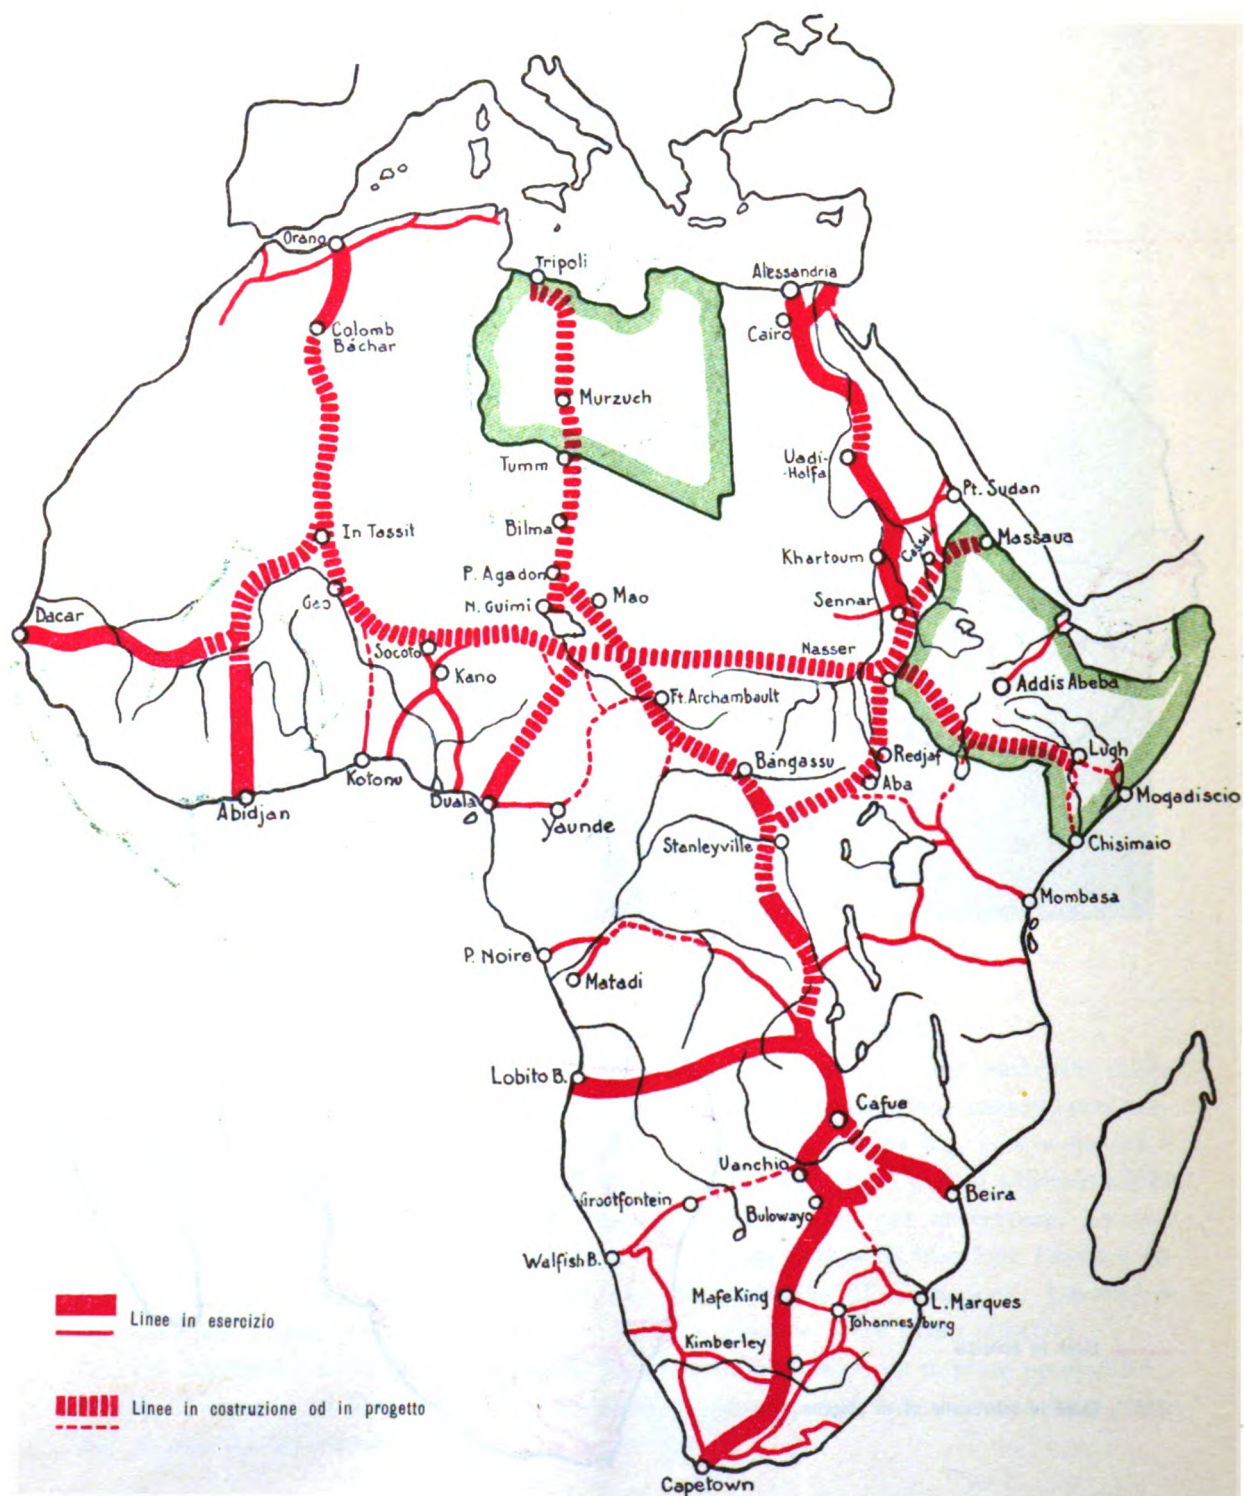 Orano
Tripoli
Alessandria
Cairo
Colomb
Báchar
Murzuch
Tumm
Uadi-
Halfa
Pt. Sudan
Bilma
In Tassit
Massaua
Khartoum
Cassala
P. Agadon
Gao
N. Guimi
Mao
Sennar
Dacar
Socoto
Kano
Nasser
Addis Abeba
Ft. Archambault
Kotonu
Bangassu
Redjaf
Lugh
Aba
Mogadiscio
Abidjan
Duala
Yaunde
Stanleyville
Chisimaio
Mombasa
P. Noire
Matadi
Lobito B.
Cafue
Uanchio
Beira
Grootfontein
Bulowayo
Walfish B.
MafeKing
L. Marques
Johannesburg
Kimberley
Capetown
Linee in esercizio
Linee in costruzione od in progetto